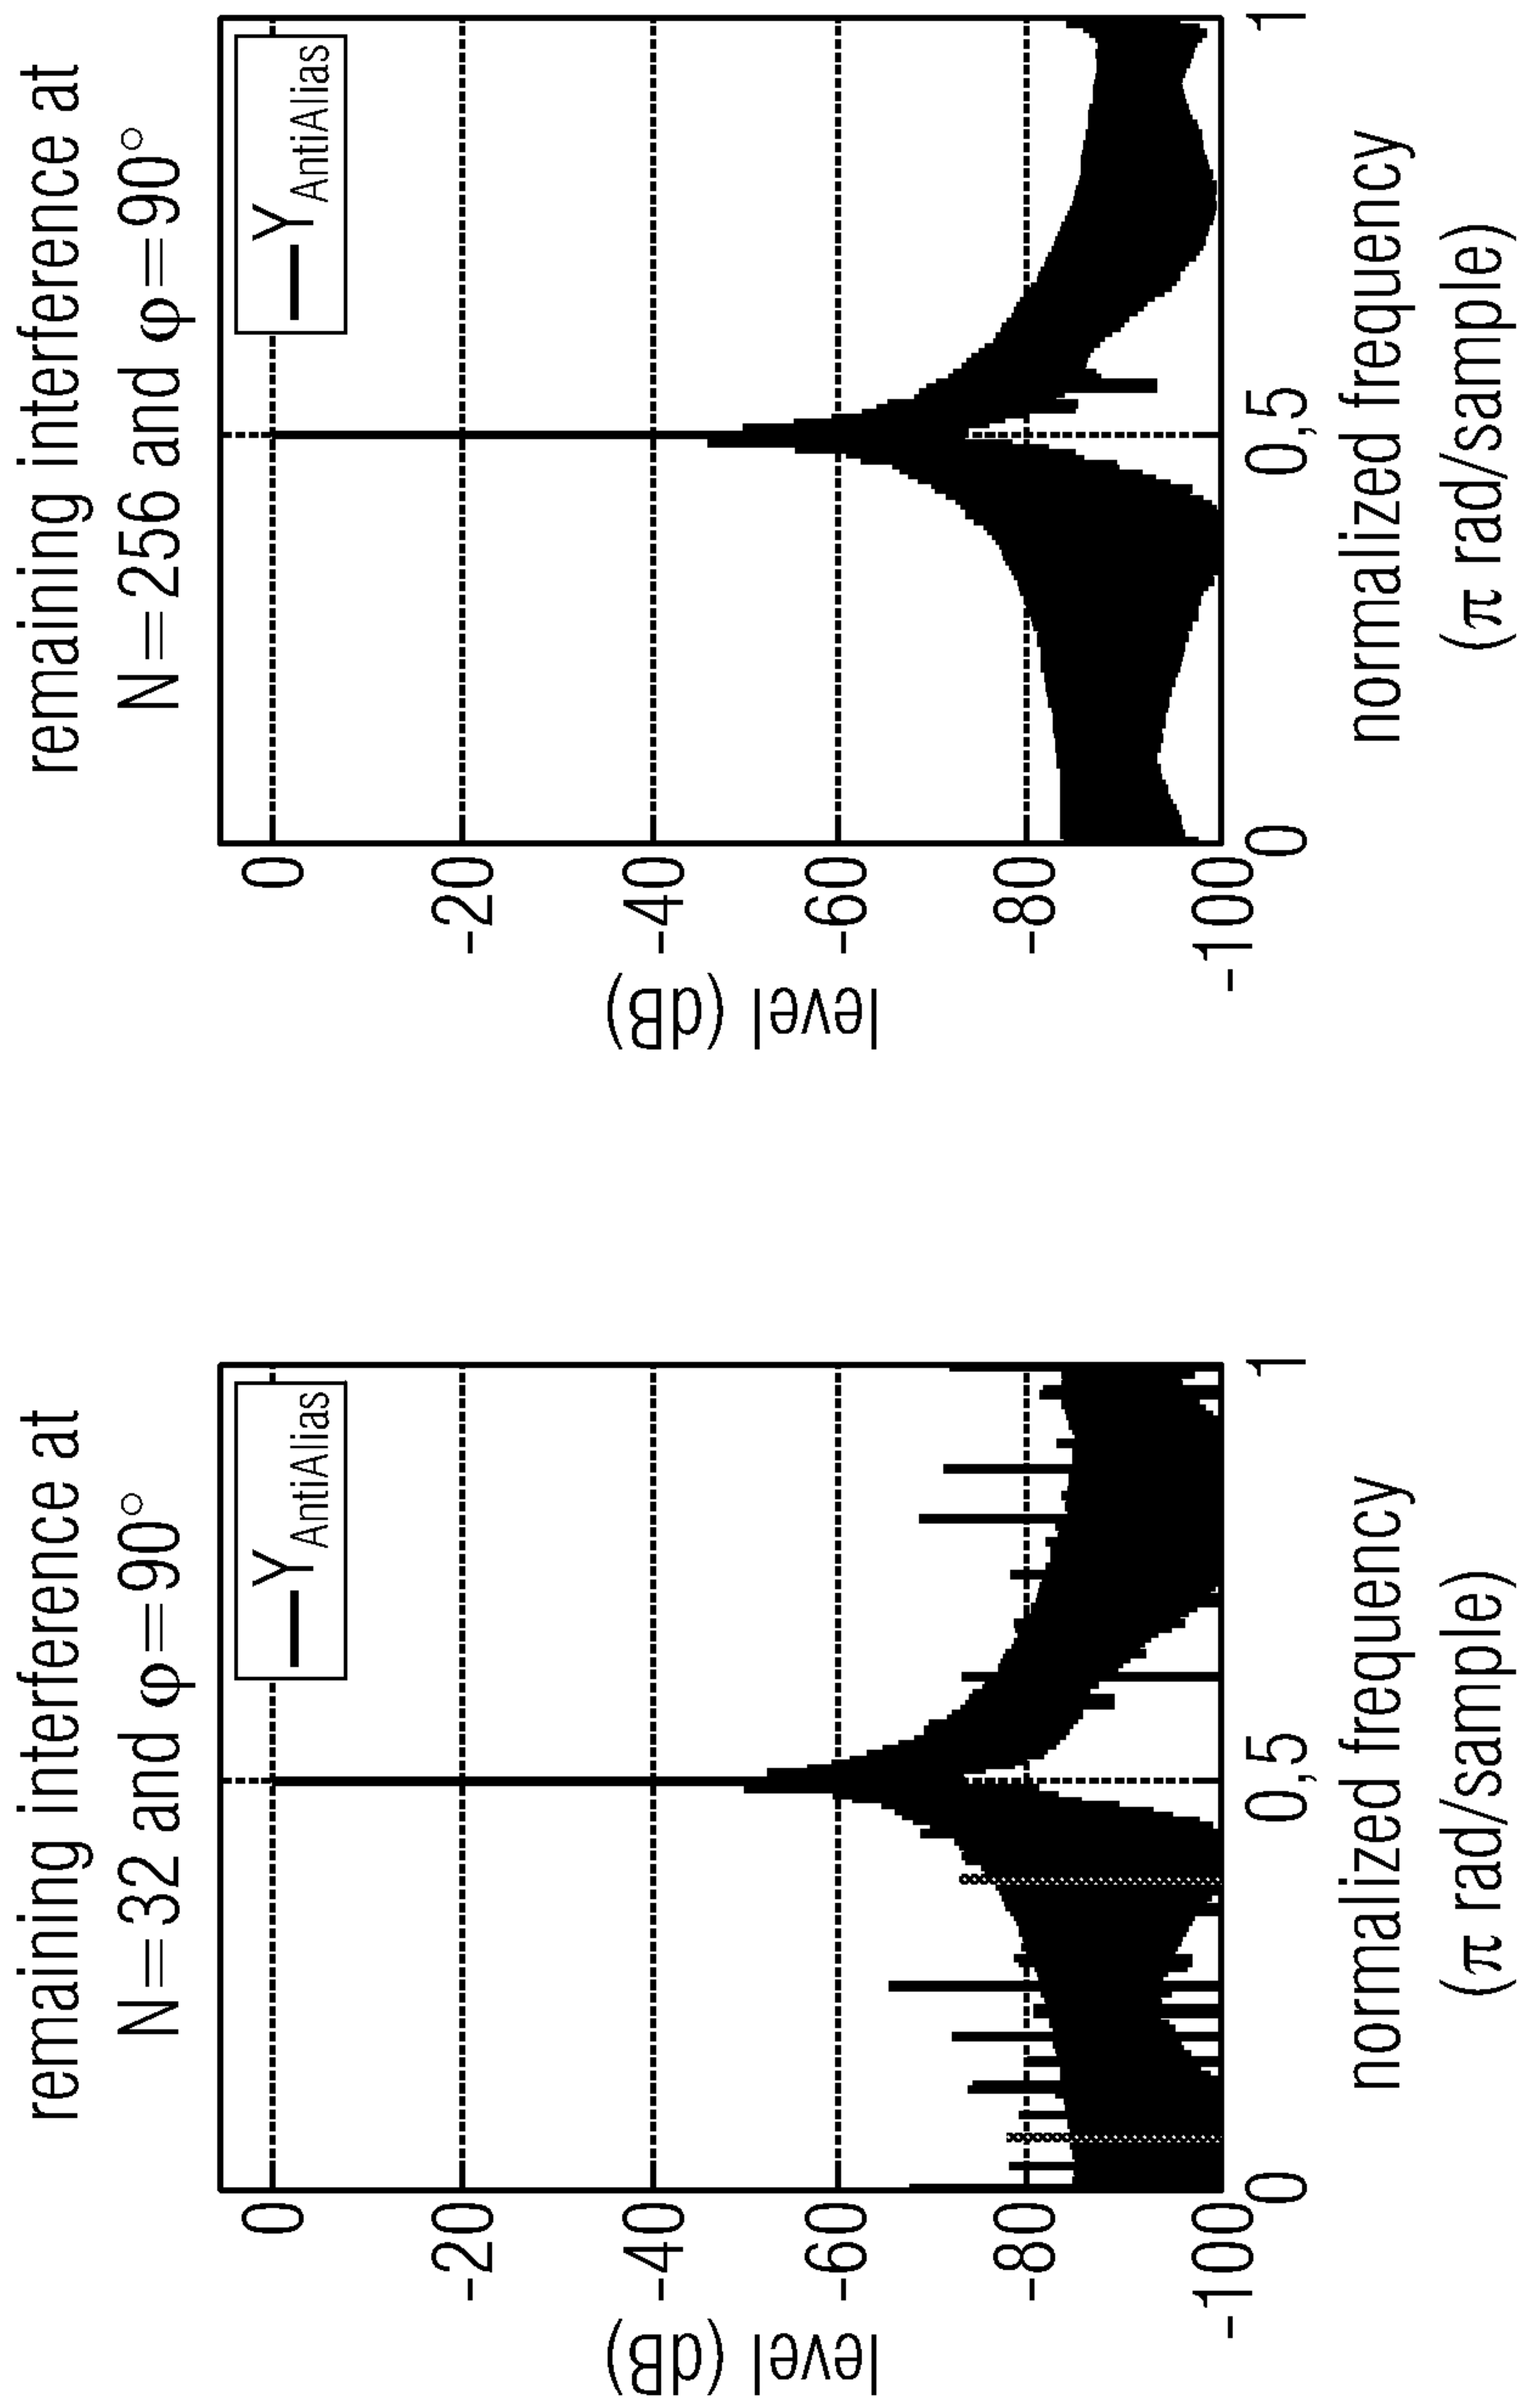 remaining interference at
N=32 and φ=90°
Y AntiAlias
0
-20
-40
-60
-80
-100
level (dB)
0
0,5
1
normalized frequency
(π rad/sample)
remaining interference at
N=256 and φ=90°
Y AntiAlias
0
-20
-40
-60
-80
-100
level (dB)
0
0,5
1
normalized frequency
(π rad/sample)